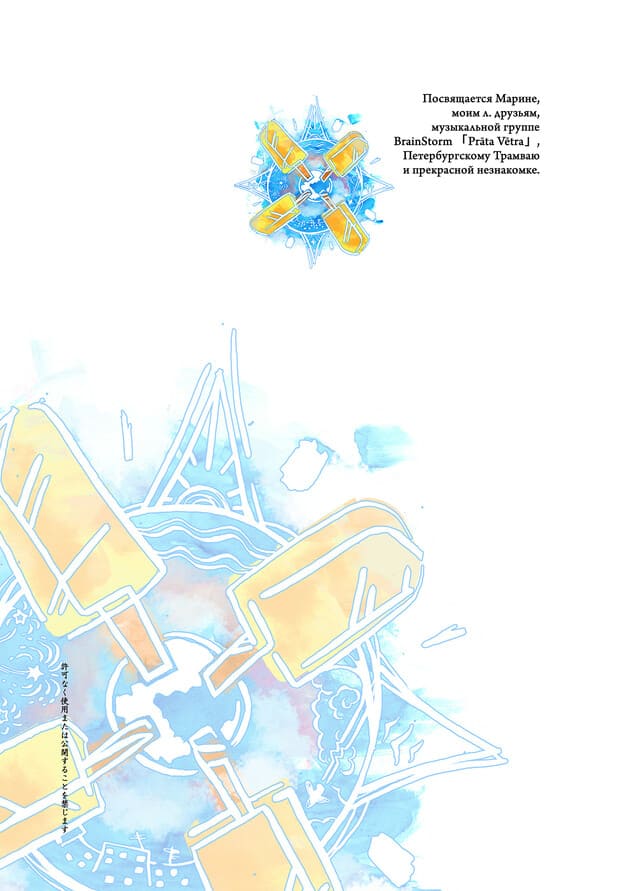 Посвящается Марине,
моим л. друзьям,
музыкальной группе
BrainStorm 「Prāta Vētra」,
Петербургскому Трамваю
и прекрасной незнакомке.
許可なく使用または公開することを禁じます